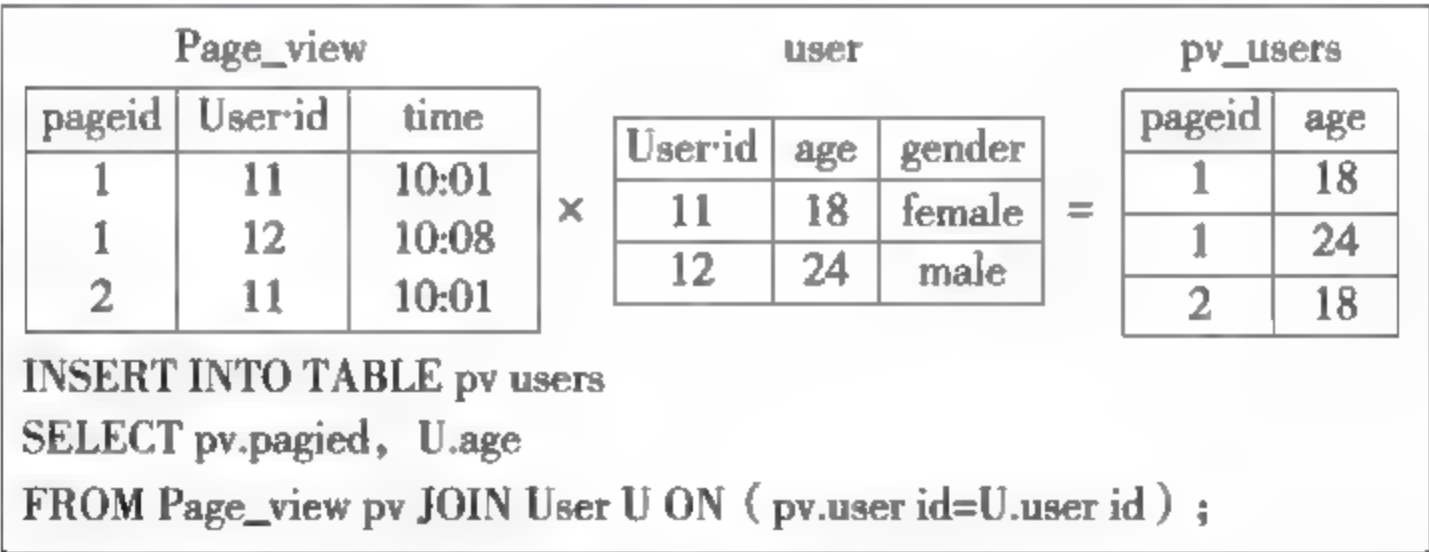 Page_view user pv_users
pageid User·id time
1 11 10:01
1 12 10:08
2 11 10:01
×
User·id age gender
11 18 female
12 24 male
=
pageid age
1 18
1 24
2 18
INSERT INTO TABLE pv users
SELECT pv.pagied, U.age
FROM Page_view pv JOIN User U ON ( pv.user id=U.user id ) ;